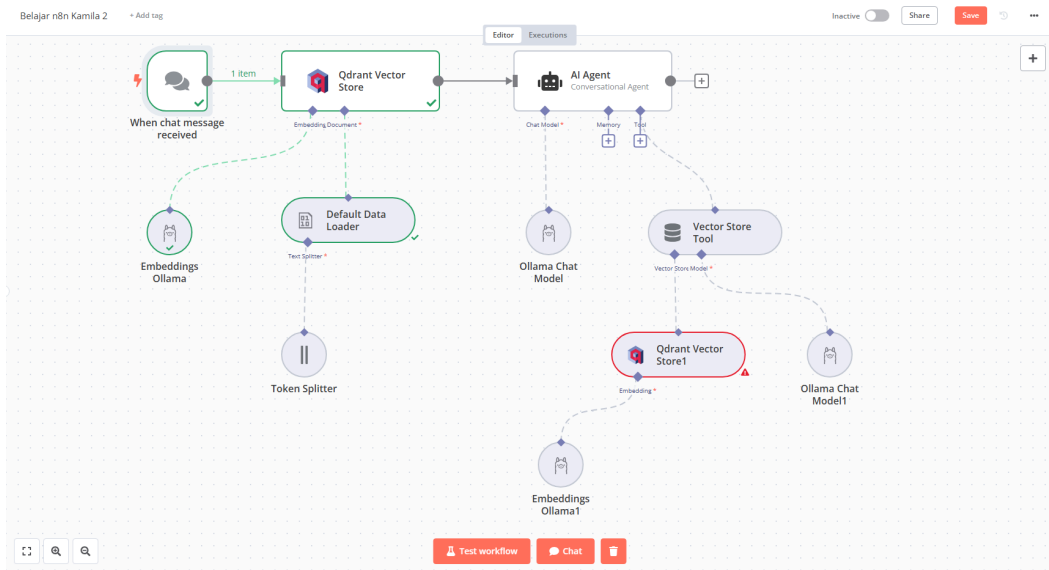 Belajar n8n Kamila 2
+ Add tag
Inactive
Share
Save
Editor
Executions
+
1 item
Qdrant Vector
Store
AI Agent
Conversational Agent
+
When chat message
received
Embedding
Document *
Chat Model *
Memory
Tool
+
+
Default Data
Loader
Text Splitter *
Embeddings
Ollama
Ollama Chat
Model
Vector Store
Tool
Vector Store
Model *
Token Splitter
Qdrant Vector
Store1
Embedding *
Ollama Chat
Model1
Embeddings
Ollama1
Test workflow
Chat